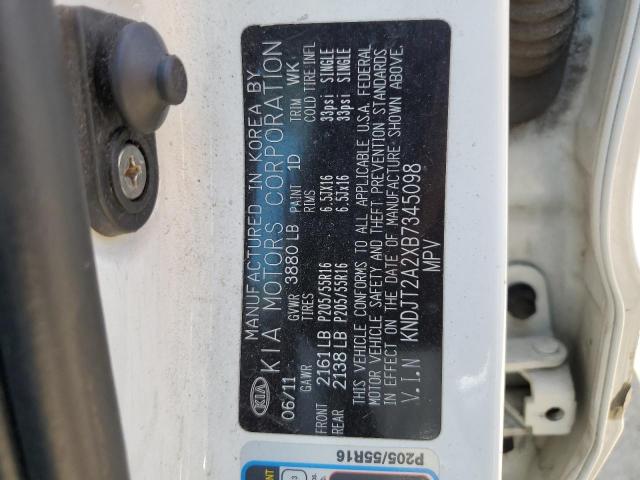 MANUFACTURED IN KOREA BY
KIA KIA MOTORS CORPORATION
06/11 GVWR 3880 LB PAINT 1D TRIM WK
GAWR TIRES RIMS COLD TIRE INFL
FRONT 2161 LB P205/55R16 6.5JX16 33psi SINGLE
REAR 2138 LB P205/55R16 6.5Jx16 33psi SINGLE
THIS VEHICLE CONFORMS TO ALL APPLICABLE U.S.A. FEDERAL
MOTOR VEHICLE SAFETY AND THEFT PREVENTION STANDARDS
IN EFFECT ON THE DATE OF MANUFACTURE SHOWN ABOVE.
V.I.N KNDJT2A2XB7345098
MPV
P205/55R16